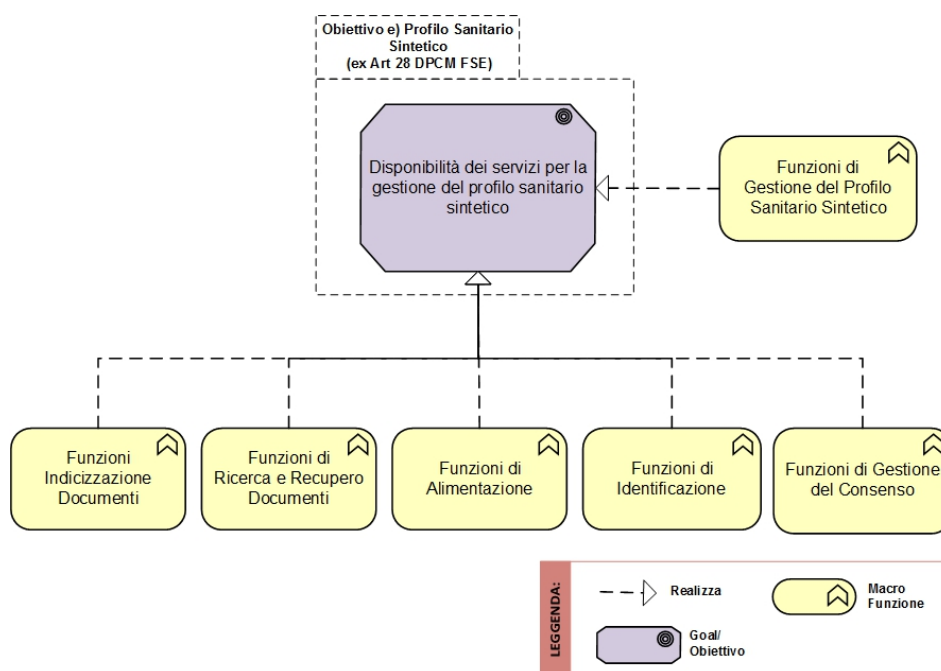 Obiettivo e) Profilo Sanitario
Sintetico
(ex Art 28 DPCM FSE)
Disponibilità dei servizi per la
gestione del profilo sanitario
sintetico
Funzioni di
Gestione del Profilo
Sanitario Sintetico
Funzioni
Indicizzazione
Documenti
Funzioni di
Ricerca e Recupero
Documenti
Funzioni di
Alimentazione
Funzioni di
Identificazione
Funzioni di Gestione
del Consenso
LEGGENDA:
Realizza
Macro
Funzione
Goal/
Obiettivo